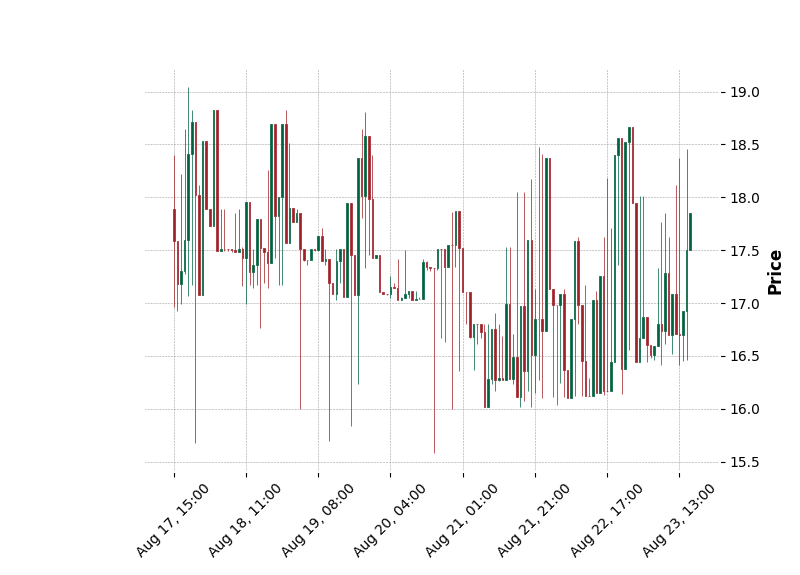 19.0
18.5
18.0
17.5
17.0
16.5
16.0
15.5
Price
Aug 17, 15:00
Aug 18, 11:00
Aug 19, 08:00
Aug 20, 04:00
Aug 21, 01:00
Aug 21, 21:00
Aug 22, 17:00
Aug 23, 13:00